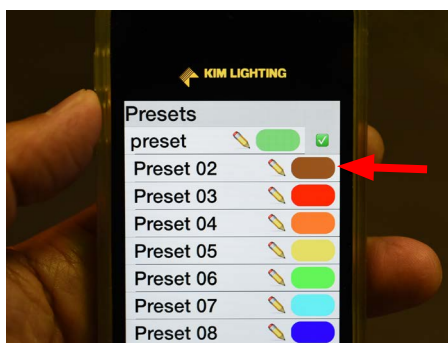 KIM LIGHTING
Presets
preset
Preset 02
Preset 03
Preset 04
Preset 05
Preset 06
Preset 07
Preset 08